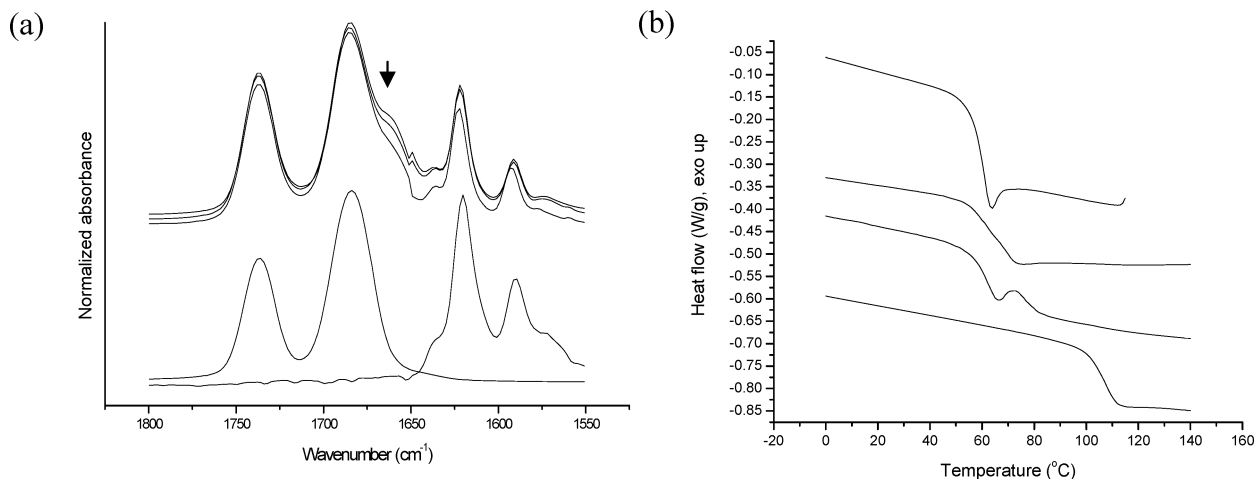 (a)
Normalized absorbance
1800 1750 1700 1650 1600 1550
Wavenumber (cm-1)
(b)
Heat flow (W/g), exo up
-0.05
-0.10
-0.15
-0.20
-0.25
-0.30
-0.35
-0.40
-0.45
-0.50
-0.55
-0.60
-0.65
-0.70
-0.75
-0.80
-0.85
-20 0 20 40 60 80 100 120 140 160
Temperature (°C)